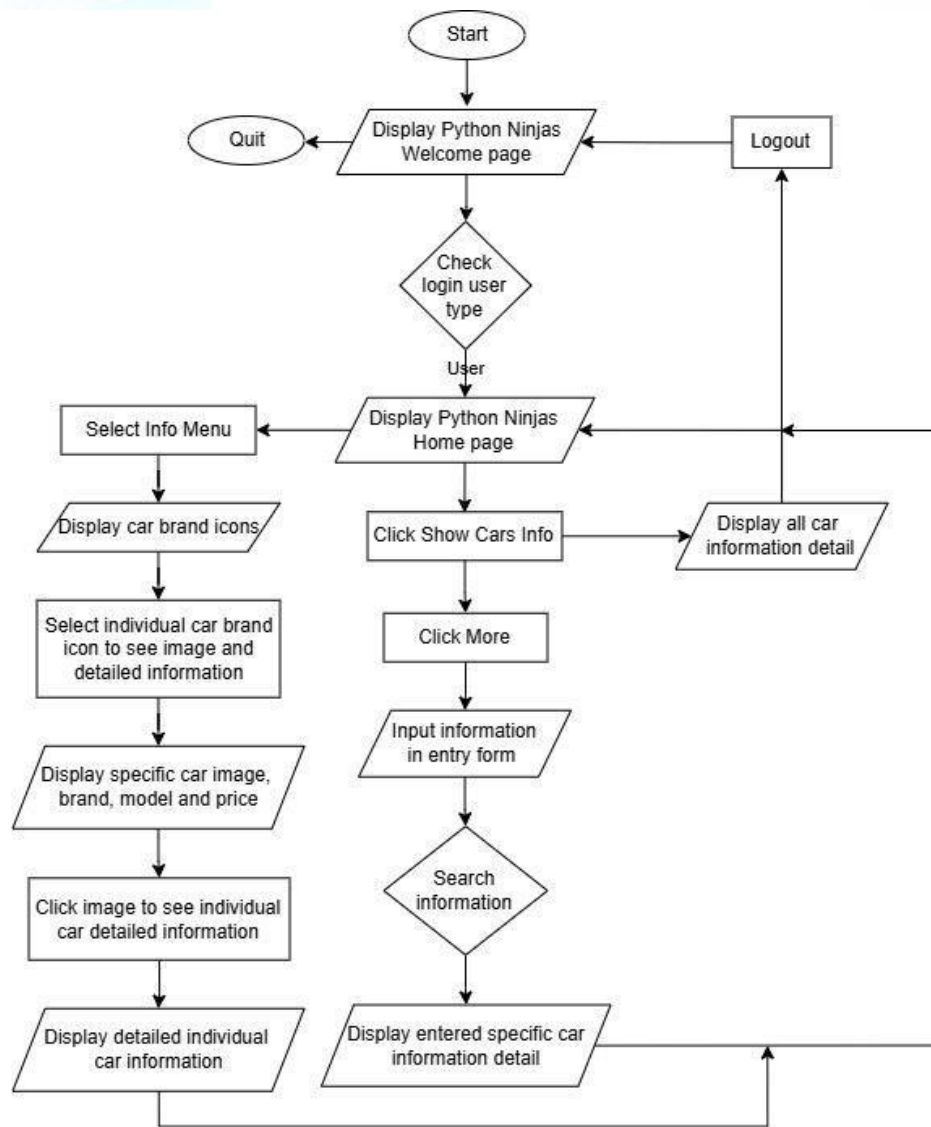 Start
Quit
Display Python Ninjas
Welcome page
Logout
Check
login user
type
User
Select Info Menu
Display Python Ninjas
Home page
Display car brand icons
Click Show Cars Info
Display all car
information detail
Select individual car brand
icon to see image and
detailed information
Click More
Input information
in entry form
Display specific car image,
brand, model and price
Search
information
Click image to see individual
car detailed information
Display detailed individual
car information
Display entered specific car
information detail